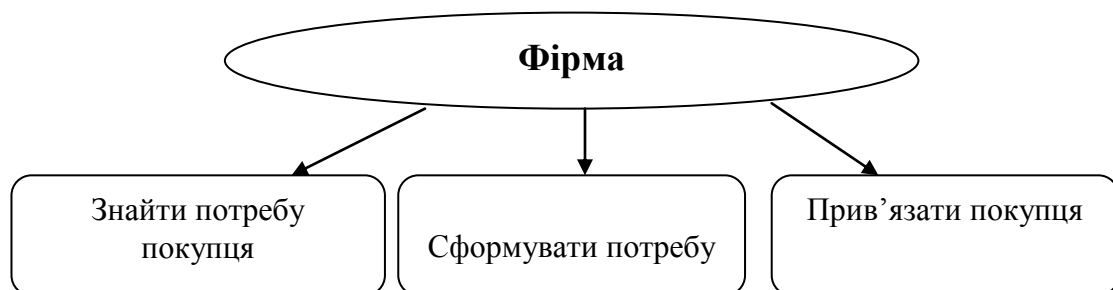 Фірма
Знайти потребу
покупця
Сформувати потребу
Прив’язати покупця